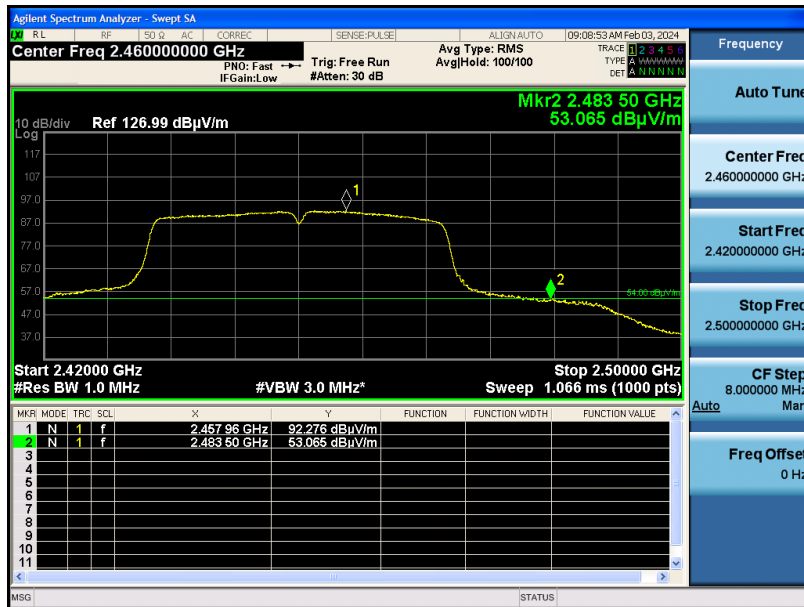 Agilent Spectrum Analyzer - Swept SA
LXI RL RF 50 Ω AC CORREC SENSE:PULSE ALIGN AUTO 09:08:53 AM Feb 03, 2024
Center Freq 2.460000000 GHz
PNO: Fast
IFGain:Low
Trig: Free Run
#Atten: 30 dB
Avg Type: RMS
Avg|Hold: 100/100
TRACE 1 2 3 4 5 6
TYPE A WWWWW
DET A N N N N N
Mkr2 2.483 50 GHz
53.065 dBµV/m
10 dB/div Ref 126.99 dBµV/m
Log
117
107
97.0
87.0
77.0
67.0
57.0
47.0
37.0
1
2
54.00 dBµV/m
Start 2.42000 GHz Stop 2.50000 GHz
#Res BW 1.0 MHz #VBW 3.0 MHz* Sweep 1.066 ms (1000 pts)
MKR MODE TRC SCL X Y FUNCTION FUNCTION WIDTH FUNCTION VALUE
1 N 1 f 2.457 96 GHz 92.276 dBµV/m
2 N 1 f 2.483 50 GHz 53.065 dBµV/m
3
4
5
6
7
8
9
10
11
MSG STATUS
Frequency
Auto Tune
Center Freq
2.460000000 GHz
Start Freq
2.420000000 GHz
Stop Freq
2.500000000 GHz
CF Step
8.000000 MHz
Auto Man
Freq Offset
0 Hz